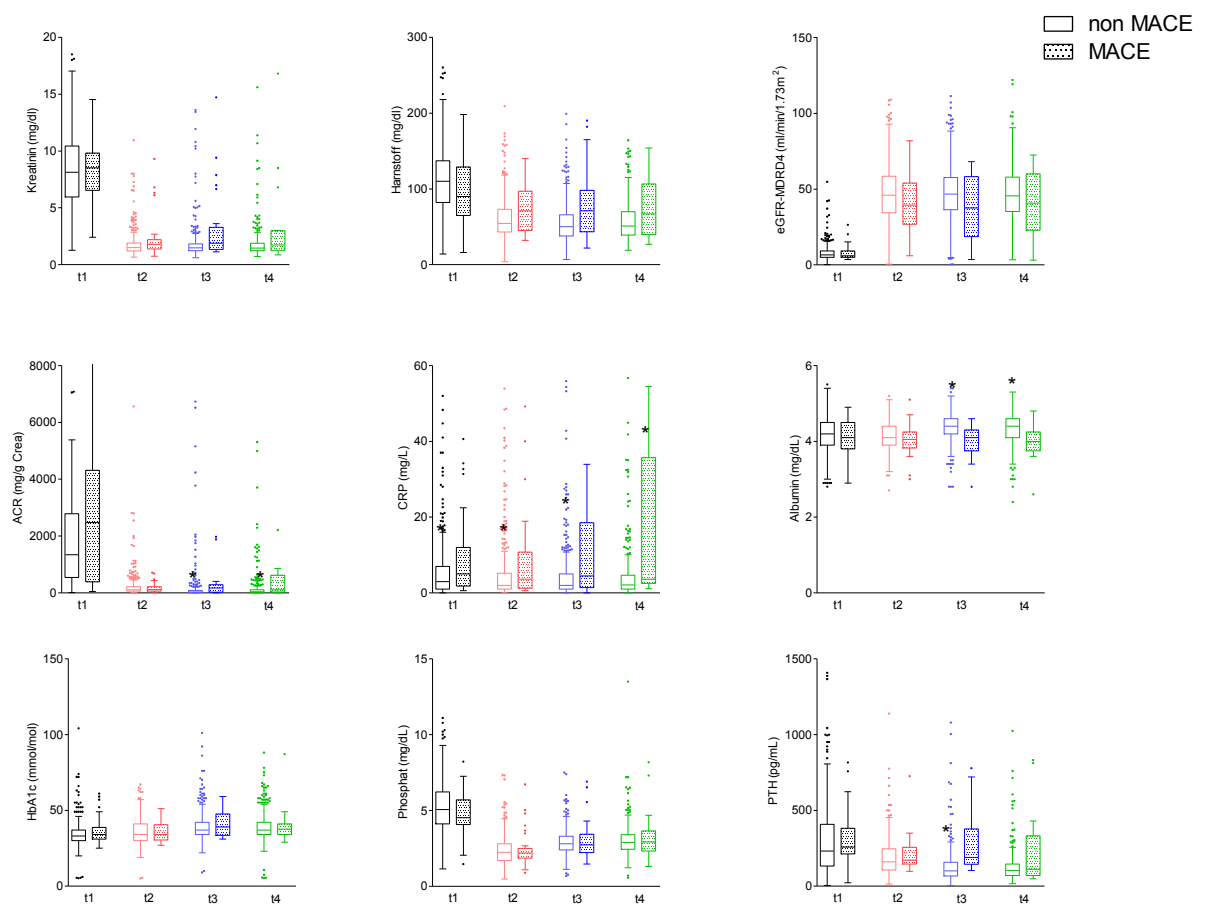 non MACE
MACE
Kreatinin (mg/dl)
20
15
10
5
0
t1 t2 t3 t4
Harnstoff (mg/dl)
300
200
100
0
t1 t2 t3 t4
eGFR-MDRD4 (ml/min/1.73m²)
150
100
50
0
t1 t2 t3 t4
ACR (mg/g Crea)
8000
6000
4000
2000
0
* *
t1 t2 t3 t4
CRP (mg/L)
60
40
20
0
* * * *
t1 t2 t3 t4
Albumin (mg/dL)
6
4
2
0
* *
t1 t2 t3 t4
HbA1c (mmol/mol)
150
100
50
0
t1 t2 t3 t4
Phosphat (mg/dL)
15
10
5
0
t1 t2 t3 t4
PTH (pg/mL)
1500
1000
500
0
*
t1 t2 t3 t4